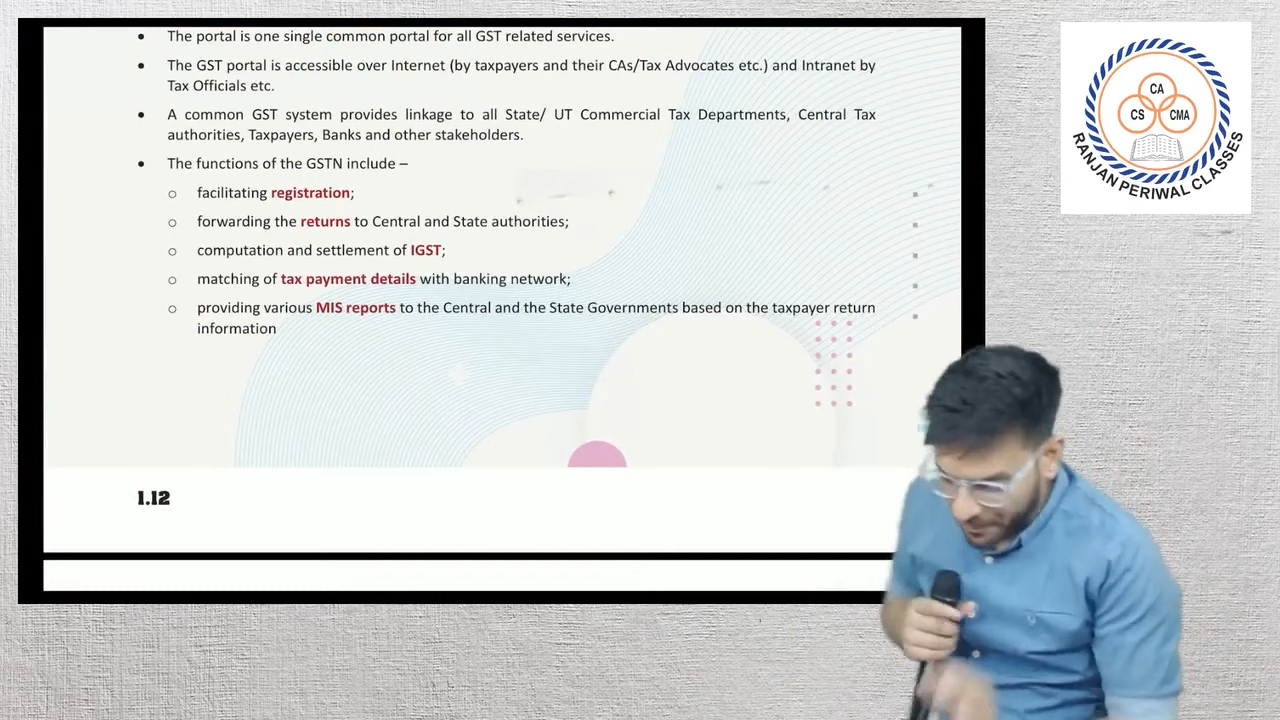 • The portal is one single common portal for all GST related services.
• The GST portal is accessible over Internet (by taxpayers and their CAs/Tax Advocates etc.) and Intranet by
Tax Officials etc.
• A common GST system provides linkage to all State/ UT Commercial Tax Departments, Central Tax
authorities, Taxpayers, Banks and other stakeholders.
• The functions of the GSTN include –
o facilitating registration;
o forwarding the returns to Central and State authorities;
o computation and settlement of IGST;
o matching of tax payment details with banking network;
o providing various MIS reports to the Central and the State Governments based on the taxpayer return
information
1.12
CA
CS CMA
RANJAN PERIWAL CLASSES